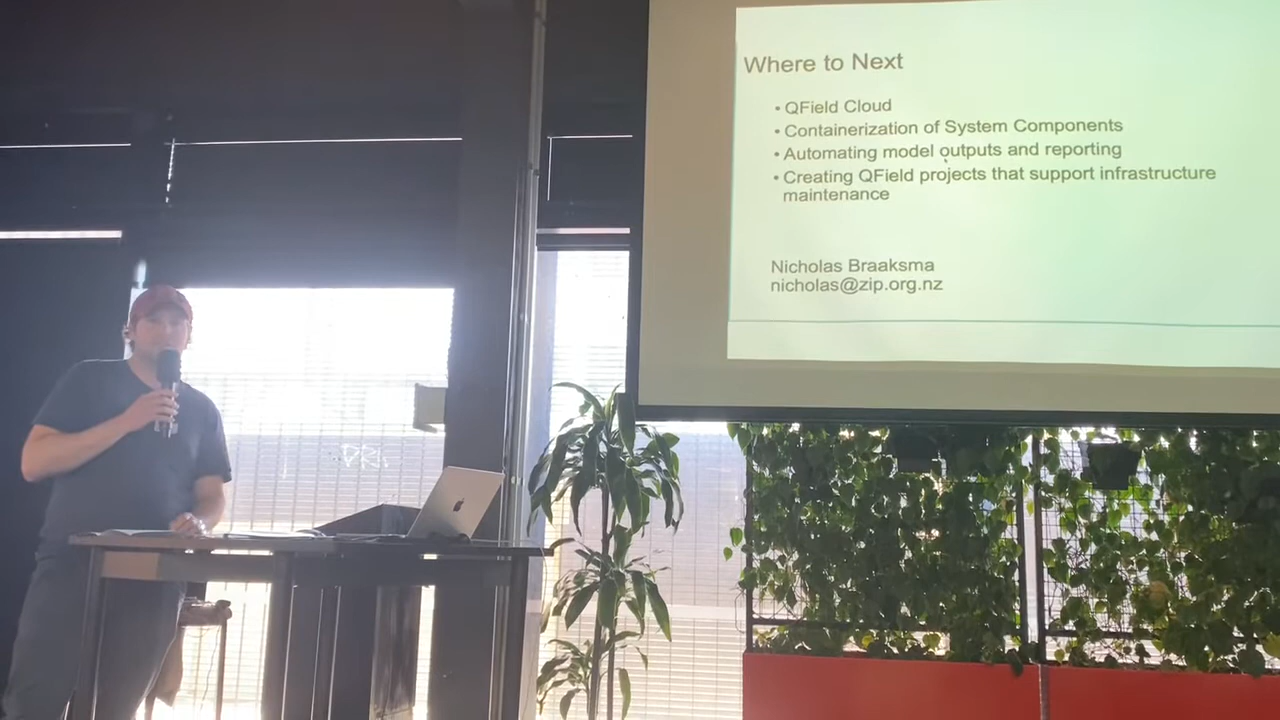 Where to Next
• QField Cloud
• Containerization of System Components
• Automating model outputs and reporting
• Creating QField projects that support infrastructure
maintenance
Nicholas Braaksma
nicholas@zip.org.nz